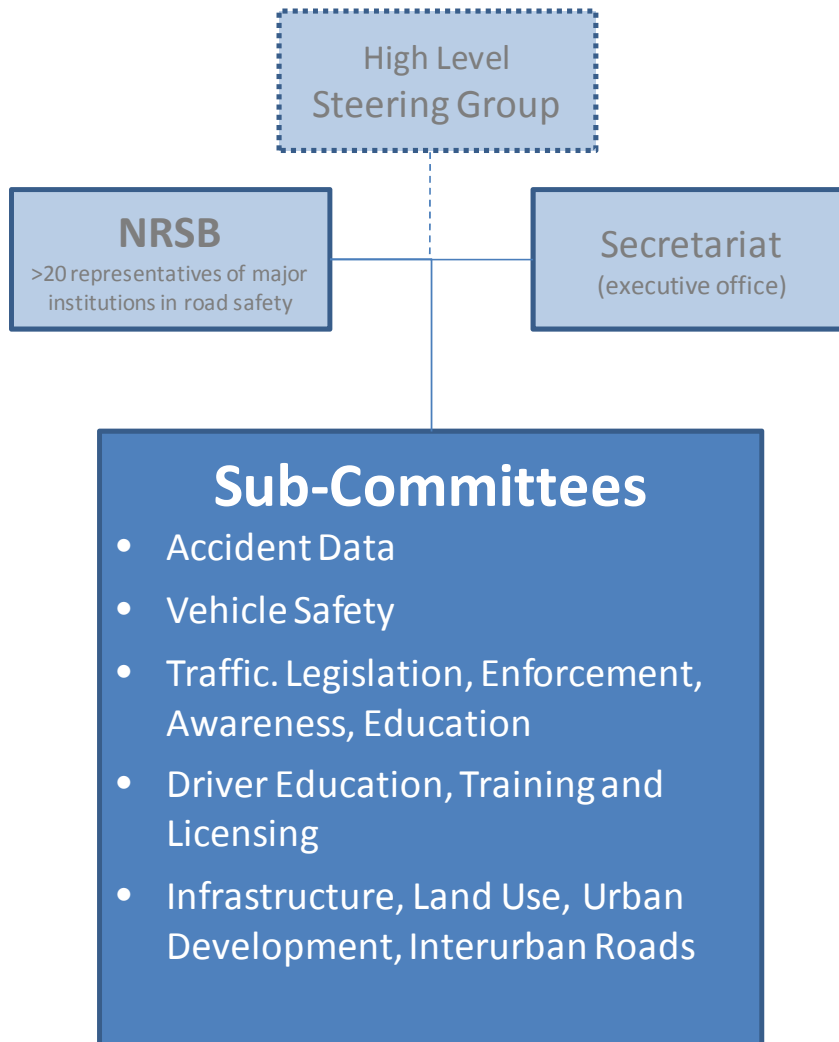 High Level
Steering Group
NRSB
>20 representatives of major
institutions in road safety
Secretariat
(executive office)
Sub-Committees
• Accident Data
• Vehicle Safety
• Traffic. Legislation, Enforcement,
Awareness, Education
• Driver Education, Training and
Licensing
• Infrastructure, Land Use, Urban
Development, Interurban Roads